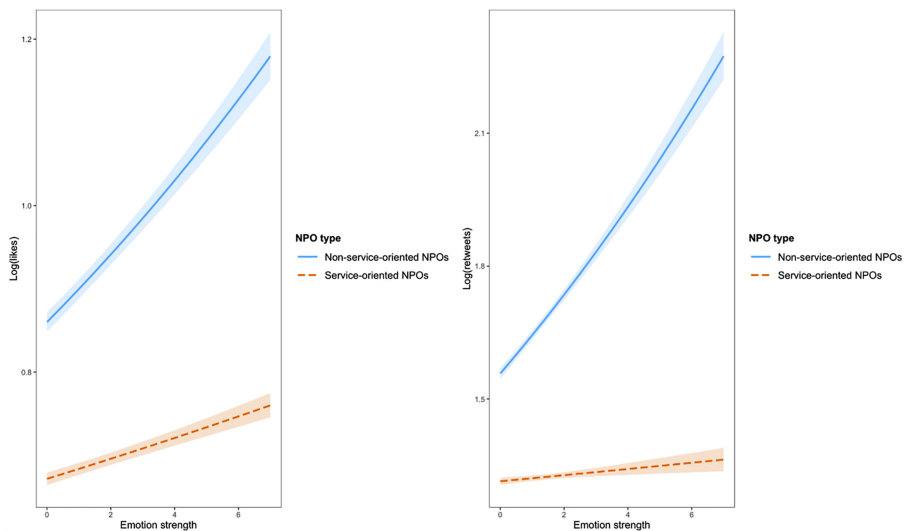 1.2
1.0
0.8
Log(likes)
0 2 4 6
Emotion strength
NPO type
Non-service-oriented NPOs
Service-oriented NPOs
2.1
1.8
1.5
Log(retweets)
0 2 4 6
Emotion strength
NPO type
Non-service-oriented NPOs
Service-oriented NPOs